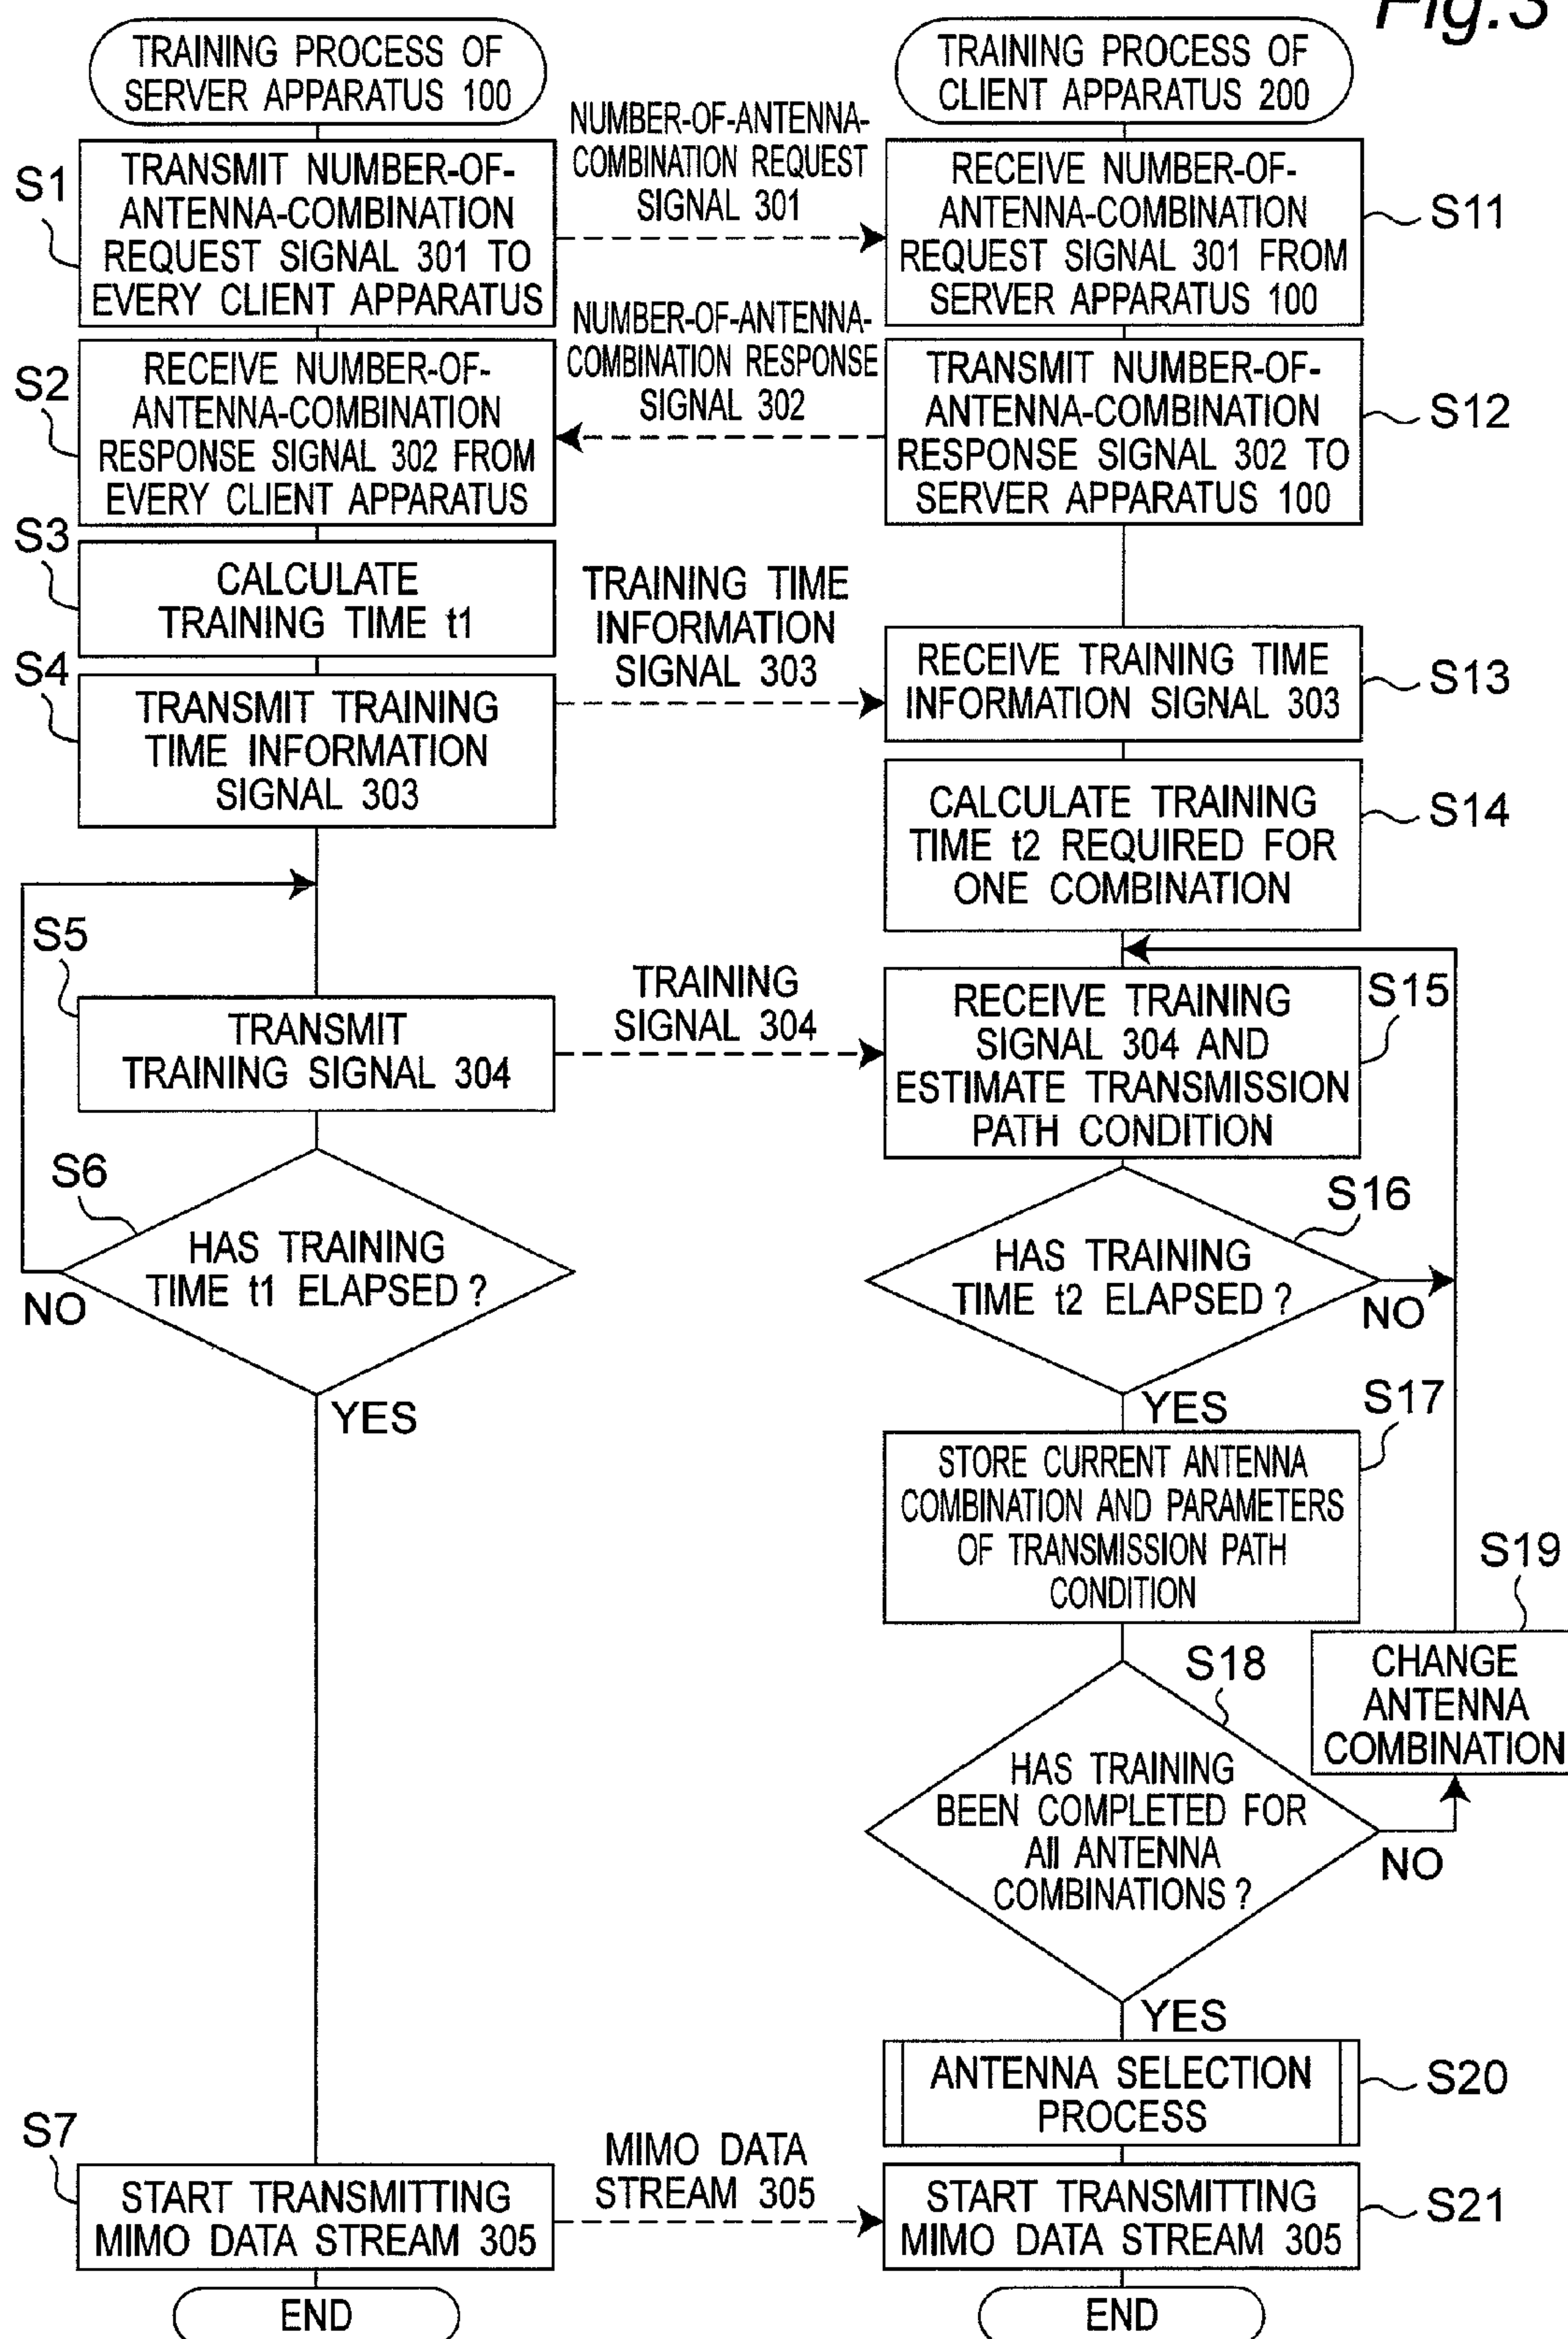 Fig.3
TRAINING PROCESS OF
SERVER APPARATUS 100
TRAINING PROCESS OF
CLIENT APPARATUS 200
S1
TRANSMIT NUMBER-OF-
ANTENNA-COMBINATION
REQUEST SIGNAL 301 TO
EVERY CLIENT APPARATUS
NUMBER-OF-ANTENNA-
COMBINATION REQUEST
SIGNAL 301
RECEIVE NUMBER-OF-
ANTENNA-COMBINATION
REQUEST SIGNAL 301 FROM
SERVER APPARATUS 100
S11
S2
RECEIVE NUMBER-OF-
ANTENNA-COMBINATION
RESPONSE SIGNAL 302 FROM
EVERY CLIENT APPARATUS
NUMBER-OF-ANTENNA-
COMBINATION RESPONSE
SIGNAL 302
TRANSMIT NUMBER-OF-
ANTENNA-COMBINATION
RESPONSE SIGNAL 302 TO
SERVER APPARATUS 100
S12
S3
CALCULATE
TRAINING TIME t1
S4
TRANSMIT TRAINING
TIME INFORMATION
SIGNAL 303
TRAINING TIME
INFORMATION
SIGNAL 303
RECEIVE TRAINING TIME
INFORMATION SIGNAL 303
S13
CALCULATE TRAINING
TIME t2 REQUIRED FOR
ONE COMBINATION
S14
S5
TRANSMIT
TRAINING SIGNAL 304
TRAINING
SIGNAL 304
RECEIVE TRAINING
SIGNAL 304 AND
ESTIMATE TRANSMISSION
PATH CONDITION
S15
S6
HAS TRAINING
TIME t1 ELAPSED?
NO
YES
S16
HAS TRAINING
TIME t2 ELAPSED?
NO
YES
S17
STORE CURRENT ANTENNA
COMBINATION AND PARAMETERS
OF TRANSMISSION PATH
CONDITION
S18
HAS TRAINING
BEEN COMPLETED FOR
All ANTENNA
COMBINATIONS?
NO
YES
S19
CHANGE
ANTENNA
COMBINATION
ANTENNA SELECTION
PROCESS
S20
S7
START TRANSMITTING
MIMO DATA STREAM 305
MIMO DATA
STREAM 305
START TRANSMITTING
MIMO DATA STREAM 305
S21
END
END